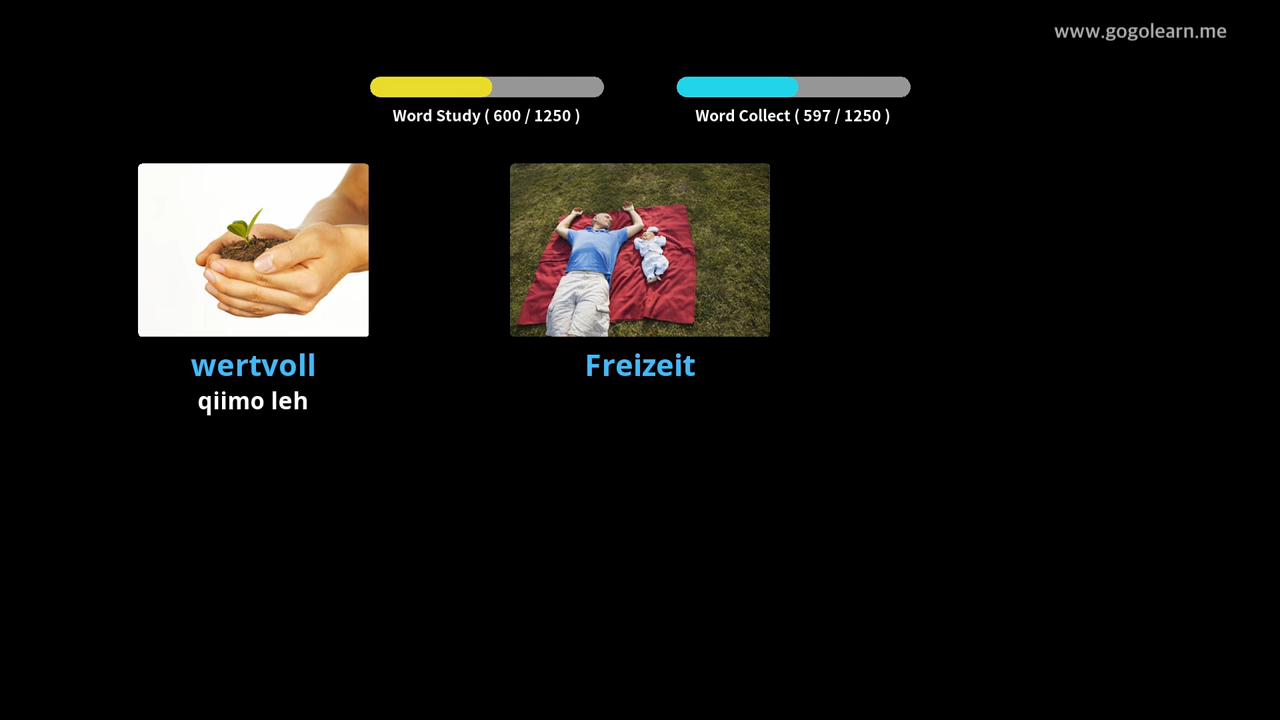 www.gogolearn.me
Word Study ( 600 / 1250 )
Word Collect ( 597 / 1250 )
wertvoll
qiimo leh
Freizeit